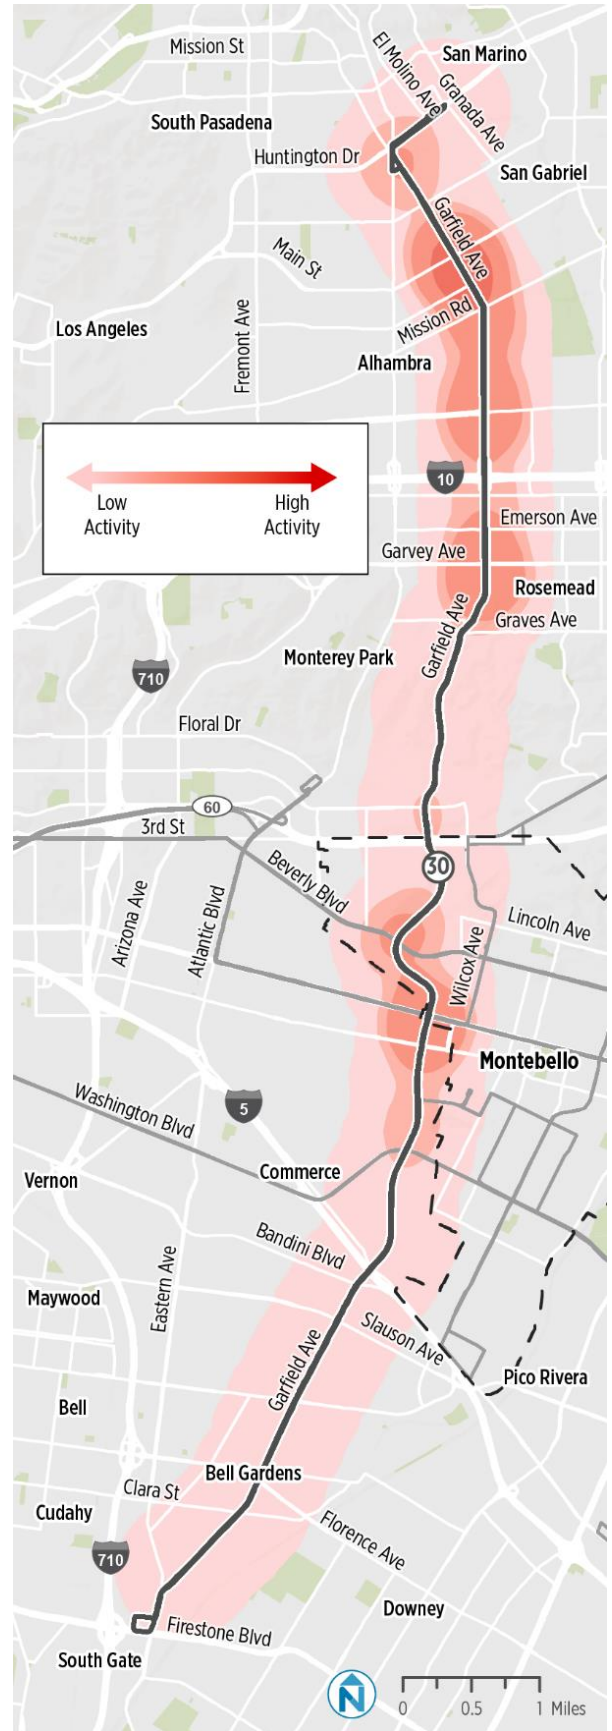 Mission St
El Molino Ave
San Marino
Granada Ave
South Pasadena
Huntington Dr
San Gabriel
Garfield Ave
Main St
Mission Rd
Los Angeles
Fremont Ave
Alhambra
Low
Activity
High
Activity
10
Emerson Ave
Garvey Ave
Rosemead
Graves Ave
Garfield Ave
Monterey Park
710
Floral Dr
60
3rd St
30
Beverly Blvd
Lincoln Ave
Arizona Ave
Atlantic Blvd
Wilcox Ave
Montebello
Washington Blvd
5
Commerce
Vernon
Bandini Blvd
Eastern Ave
Maywood
Slauson Ave
Garfield Ave
Pico Rivera
Bell
Bell Gardens
Clara St
Cudahy
Florence Ave
710
Downey
Firestone Blvd
South Gate
N
0 0.5 1 Miles